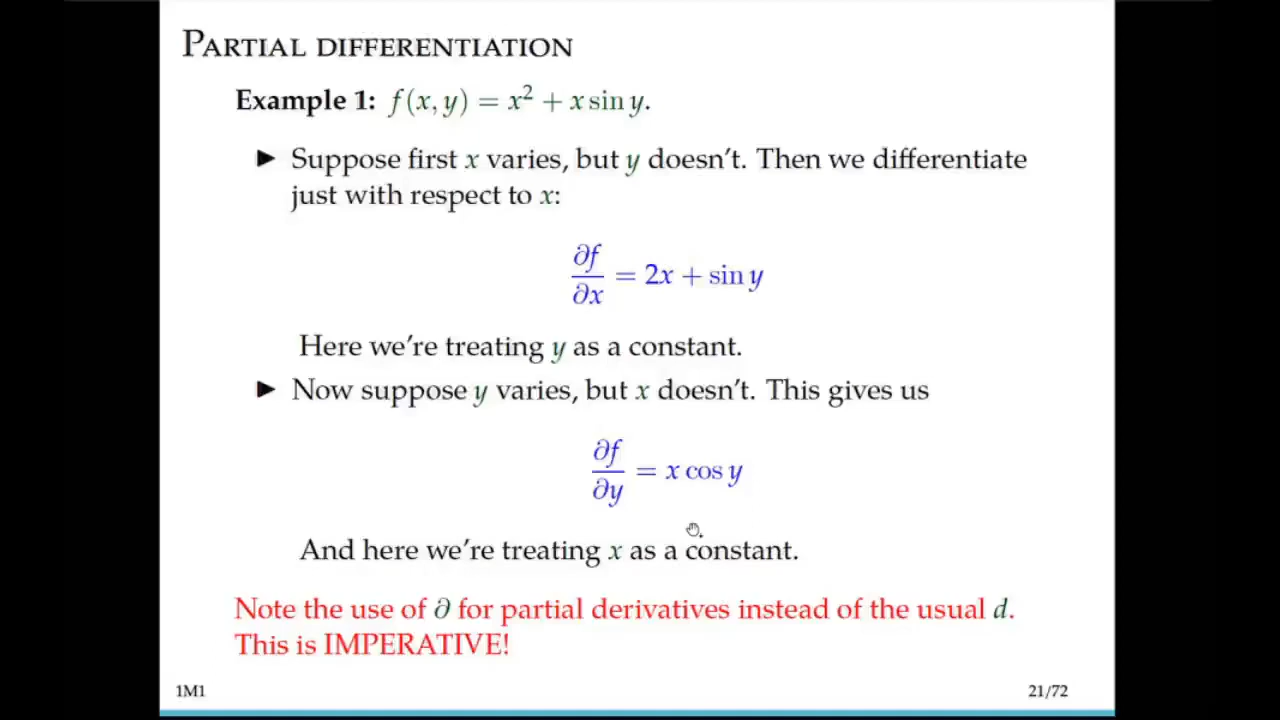 PARTIAL DIFFERENTIATION
Example 1: f(x, y) = x² + x sin y.
▶ Suppose first x varies, but y doesn't. Then we differentiate
just with respect to x:
∂f/∂x = 2x + sin y
Here we're treating y as a constant.
▶ Now suppose y varies, but x doesn't. This gives us
∂f/∂y = x cos y
And here we're treating x as a constant.
Note the use of ∂ for partial derivatives instead of the usual d.
This is IMPERATIVE!
1M1
21/72